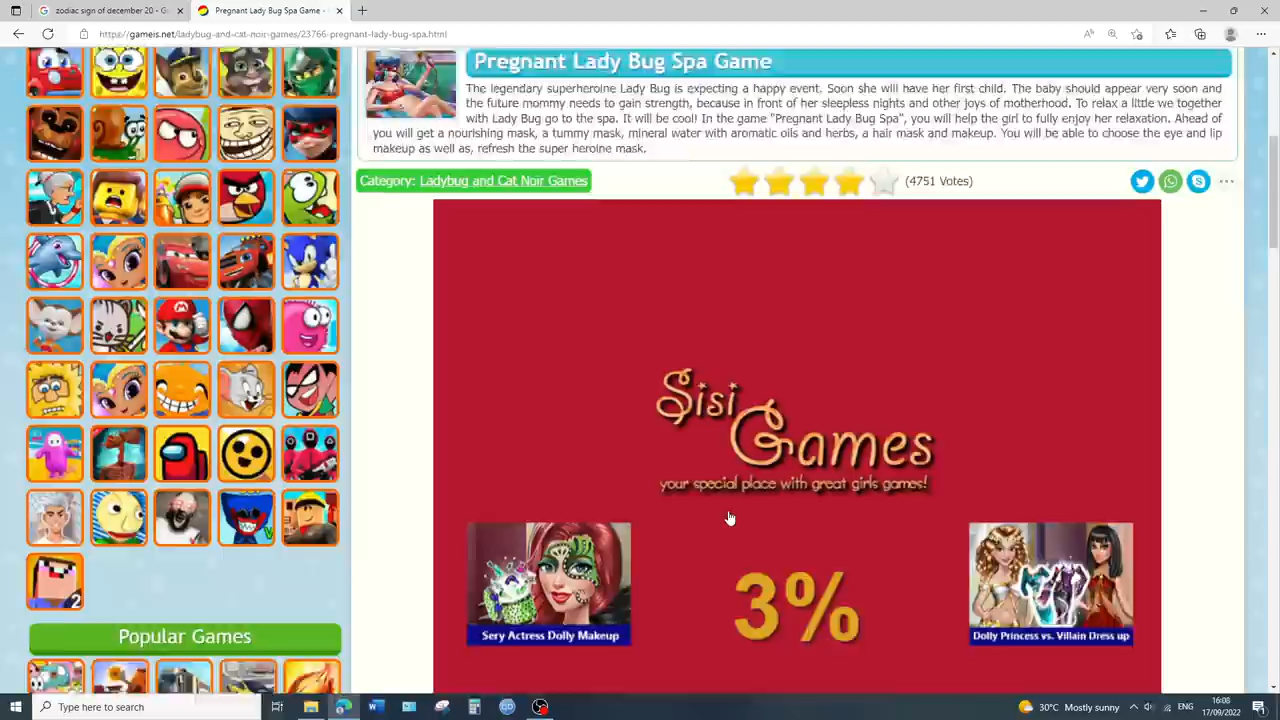 zodiac sign of december 20 - G
Pregnant Lady Bug Spa Game -
https://gameis.net/ladybug-and-cat-noir-games/23766-pregnant-lady-bug-spa.html
Pregnant Lady Bug Spa Game
The legendary superheroine Lady Bug is expecting a happy event. Soon she will have her first child. The baby should appear very soon and
the future mommy needs to gain strength, because in front of her sleepless nights and other joys of motherhood. To relax a little we together
with Lady Bug go to the spa. It will be cool! In the game "Pregnant Lady Bug Spa", you will help the girl to fully enjoy her relaxation. Ahead of
you will get a nourishing mask, a tummy mask, mineral water with aromatic oils and herbs, a hair mask and makeup. You will be able to choose the eye and lip
makeup as well as, refresh the super heroine mask.
Category: Ladybug and Cat Noir Games
(4751 Votes)
Sisi
Games
your special place with great girls games!
3%
Sery Actress Dolly Makeup
Dolly Princess vs. Villain Dress up
2
Popular Games
Type here to search
30°C Mostly sunny
ENG
16:08
17/09/2022